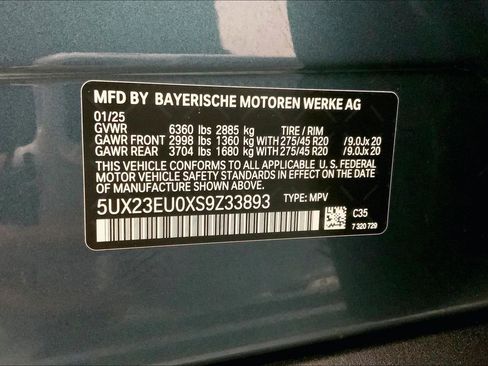 MFD BY BAYERISCHE MOTOREN WERKE AG
01/25
GVWR 6360 lbs 2885 kg TIRE / RIM
GAWR FRONT 2998 lbs 1360 kg WITH 275/45 R20 /9.0Jx 20
GAWR REAR 3704 lbs 1680 kg WITH 275/45 R20 /9.0Jx 20
THIS VEHICLE CONFORMS TO ALL APPLICABLE U.S. FEDERAL
MOTOR VEHICLE SAFETY STANDARDS IN EFFECT ON THE
DATE OF MANUFACTURE SHOWN ABOVE.
5UX23EU0XS9Z33893 TYPE: MPV
C35
7 320 729